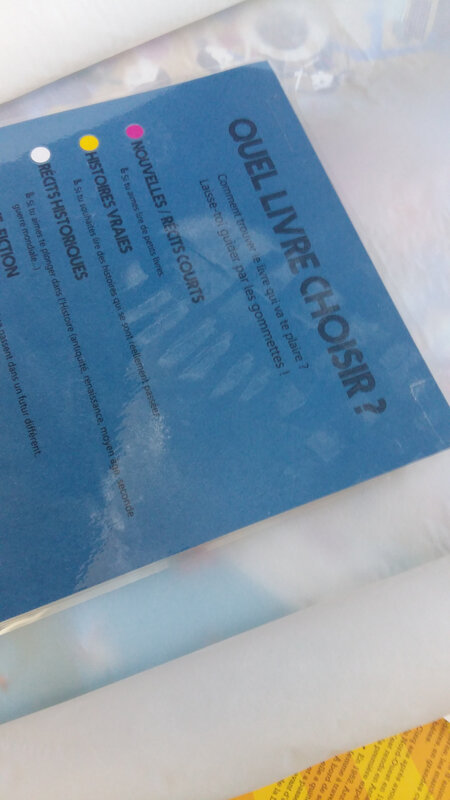 QUEL LIVRE CHOISIR ?
Comment trouver le livre qui va te plaire ?
Laisse-toi guider par les gommettes !
NOUVELLES / RÉCITS COURTS
Si tu aimes lire de petits livres
HISTOIRES VRAIES
Si tu souhaites lire des histoires qui se sont réellement passées
RÉCITS HISTORIQUES
Si tu aimes te plonger dans l'Histoire (antiquité, renaissance, moyen âge, seconde
guerre mondiale...)
FICTION
passent dans un futur différent.